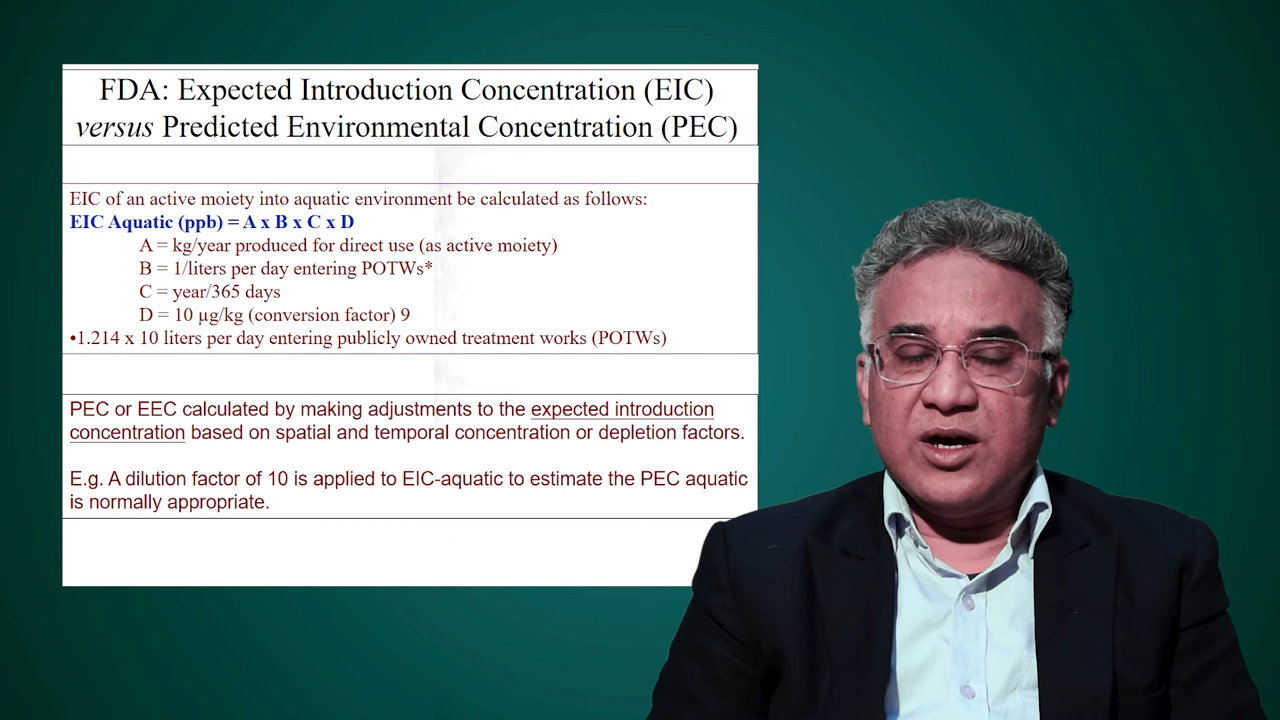 FDA: Expected Introduction Concentration (EIC)
versus Predicted Environmental Concentration (PEC)
EIC of an active moiety into aquatic environment be calculated as follows:
EIC Aquatic (ppb) = A x B x C x D
A = kg/year produced for direct use (as active moiety)
B = 1/liters per day entering POTWs*
C = year/365 days
D = 10 µg/kg (conversion factor) 9
•1.214 x 10 liters per day entering publicly owned treatment works (POTWs)
PEC or EEC calculated by making adjustments to the expected introduction
concentration based on spatial and temporal concentration or depletion factors.
E.g. A dilution factor of 10 is applied to EIC-aquatic to estimate the PEC aquatic
is normally appropriate.